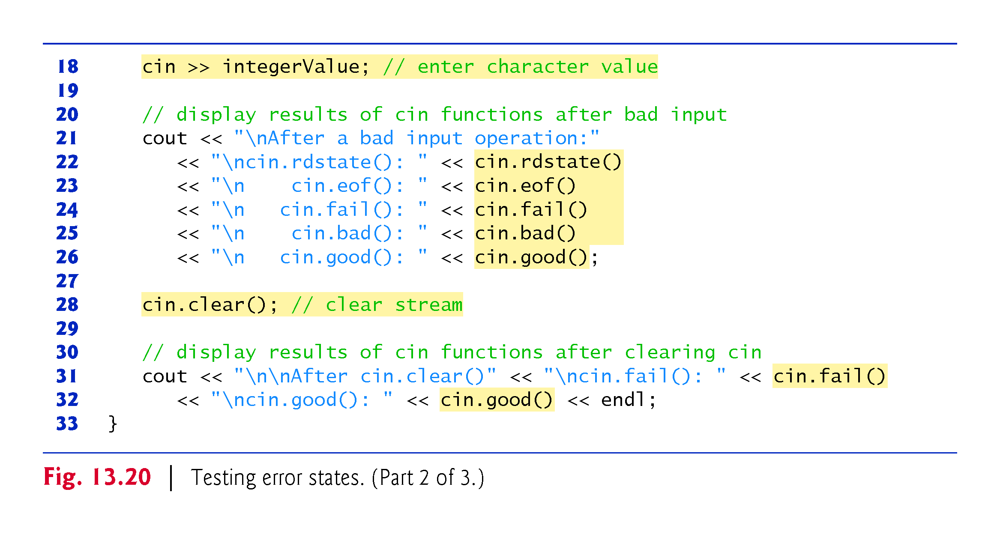 18 cin >> integerValue; // enter character value
19
20 // display results of cin functions after bad input
21 cout << "\nAfter a bad input operation:"
22 << "\ncin.rdstate(): " << cin.rdstate()
23 << "\n    cin.eof(): " << cin.eof()
24 << "\n   cin.fail(): " << cin.fail()
25 << "\n    cin.bad(): " << cin.bad()
26 << "\n   cin.good(): " << cin.good();
27
28 cin.clear(); // clear stream
29
30 // display results of cin functions after clearing cin
31 cout << "\n\nAfter cin.clear()" << "\ncin.fail(): " << cin.fail()
32 << "\ncin.good(): " << cin.good() << endl;
33 }
Fig. 13.20 | Testing error states. (Part 2 of 3.)